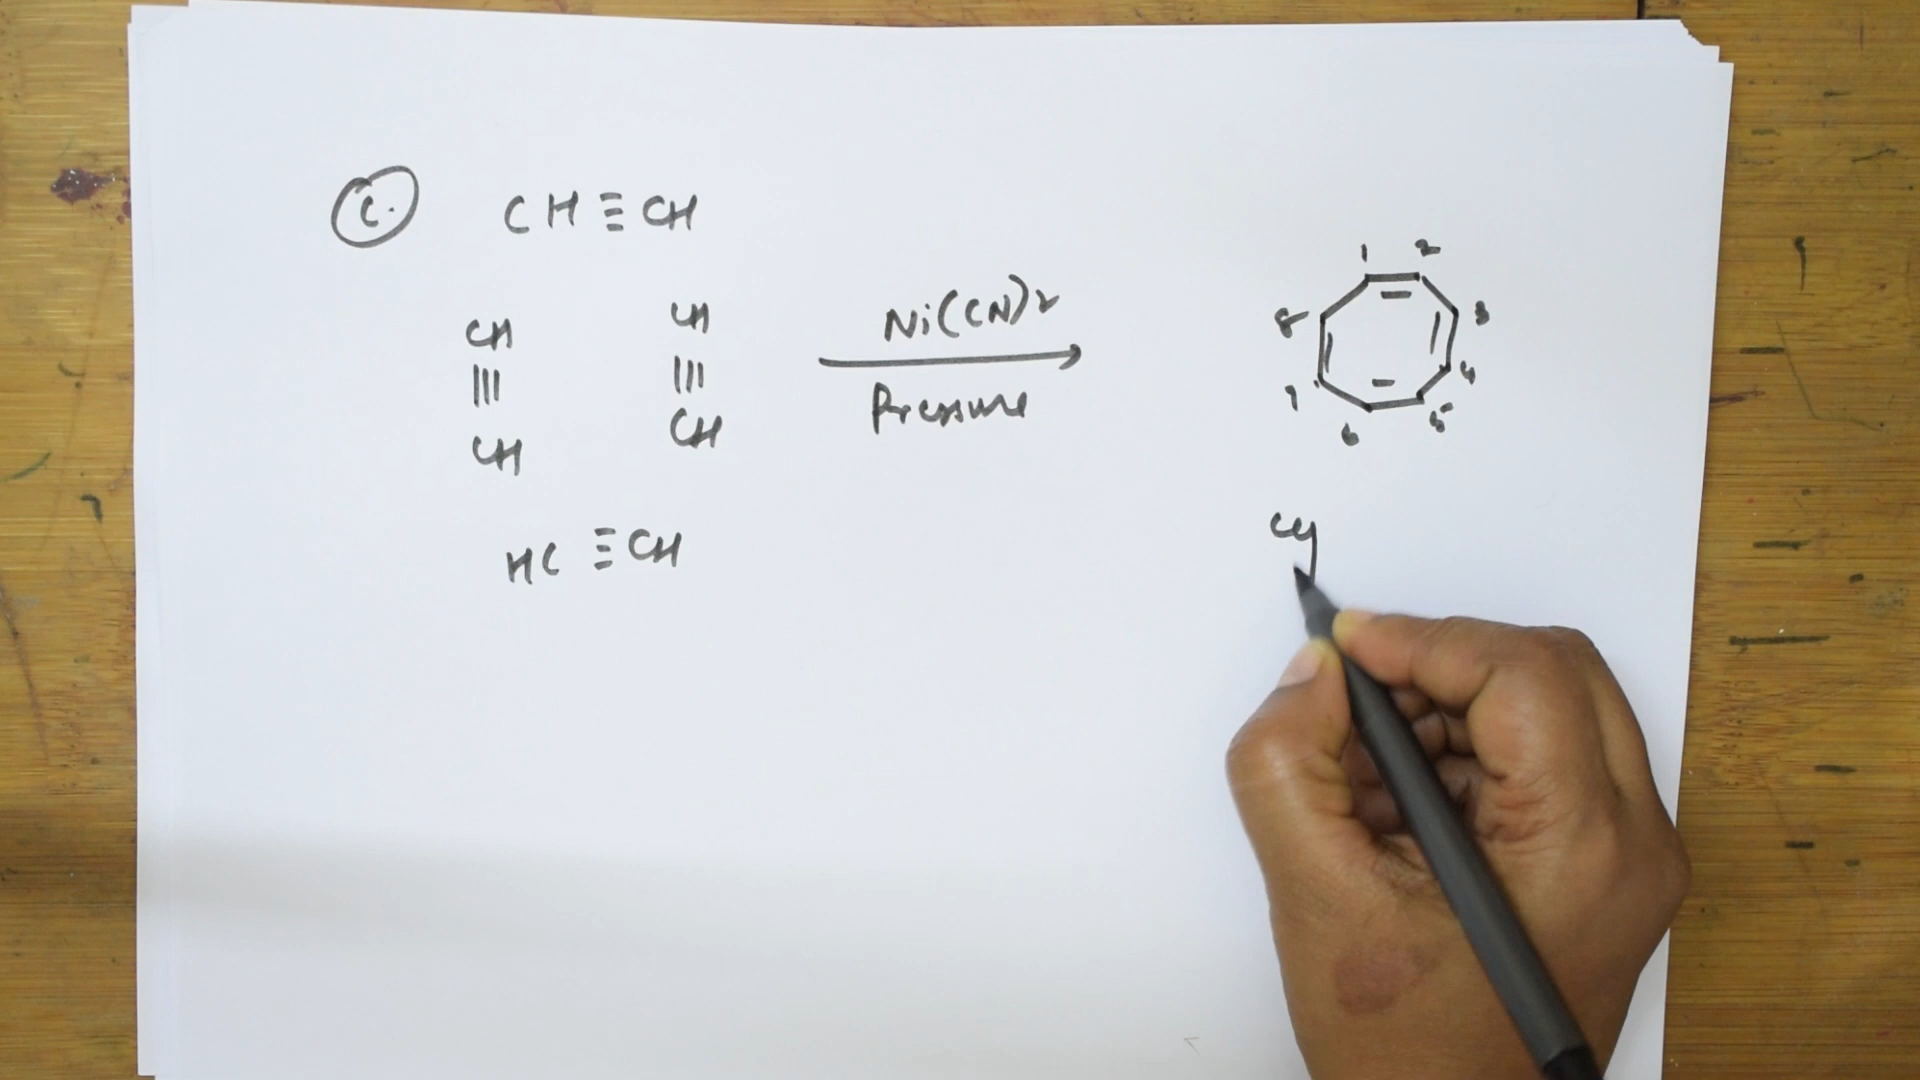 C. CH≡CH
CH CH
||| |||
CH CH
Ni(CN)2
Pressure
HC≡CH
1 2
8 3
7 4
6 5
Cy